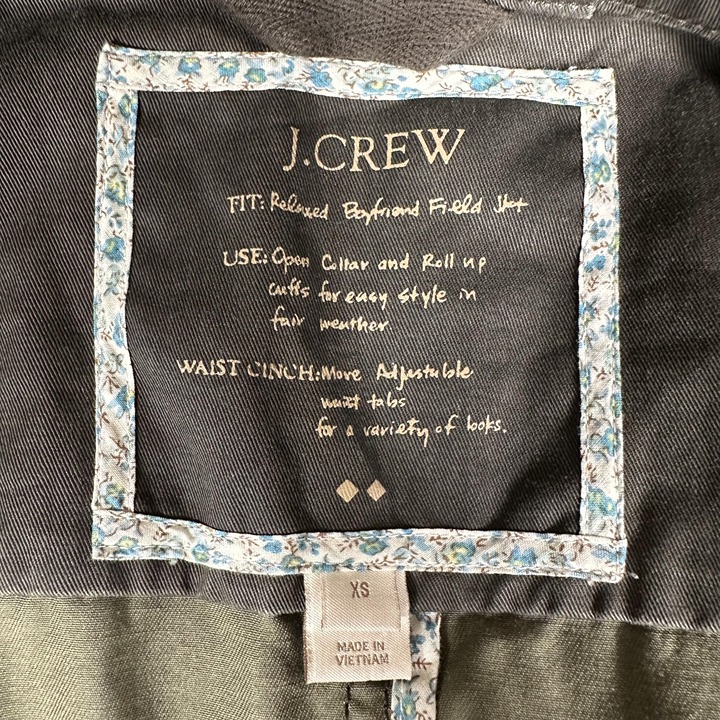 J.CREW
FIT: Relaxed Boyfriend Field Jkt
USE: Open Collar and Roll up
cuffs for easy style in
fair weather
WAIST CINCH: Move Adjustable
waist tabs
for a variety of looks.
XS
MADE IN
VIETNAM